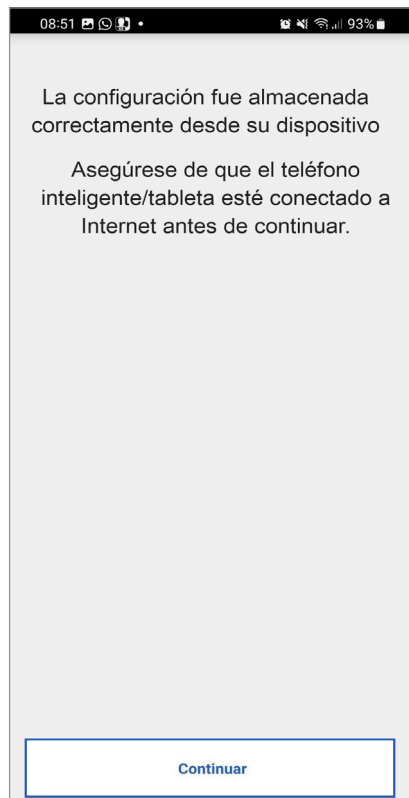 08:51 93%
La configuración fue almacenada
correctamente desde su dispositivo
Asegúrese de que el teléfono
inteligente/tableta esté conectado a
Internet antes de continuar.
Continuar